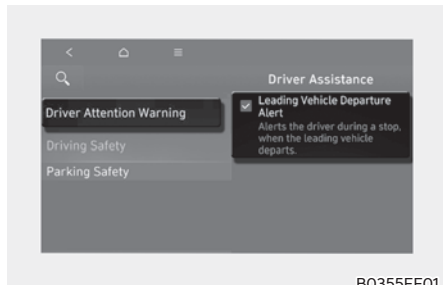 Driver Assistance
Driver Attention Warning
Driving Safety
Parking Safety
Leading Vehicle Departure
Alert
Alerts the driver during a stop,
when the leading vehicle
departs.